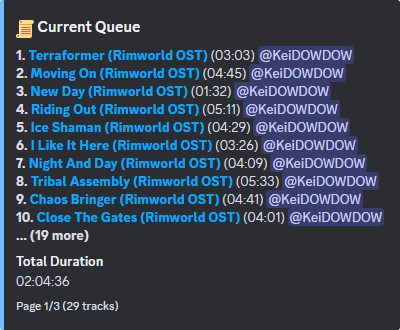 Current Queue
1. Terraformer (Rimworld OST) (03:03) @KeiDOWDOW
2. Moving On (Rimworld OST) (04:45) @KeiDOWDOW
3. New Day (Rimworld OST) (01:32) @KeiDOWDOW
4. Riding Out (Rimworld OST) (05:11) @KeiDOWDOW
5. Ice Shaman (Rimworld OST) (04:29) @KeiDOWDOW
6. I Like It Here (Rimworld OST) (03:26) @KeiDOWDOW
7. Night And Day (Rimworld OST) (04:09) @KeiDOWDOW
8. Tribal Assembly (Rimworld OST) (05:33) @KeiDOWDOW
9. Chaos Bringer (Rimworld OST) (04:41) @KeiDOWDOW
10. Close The Gates (Rimworld OST) (04:01) @KeiDOWDOW
... (19 more)
Total Duration
02:04:36
Page 1/3 (29 tracks)